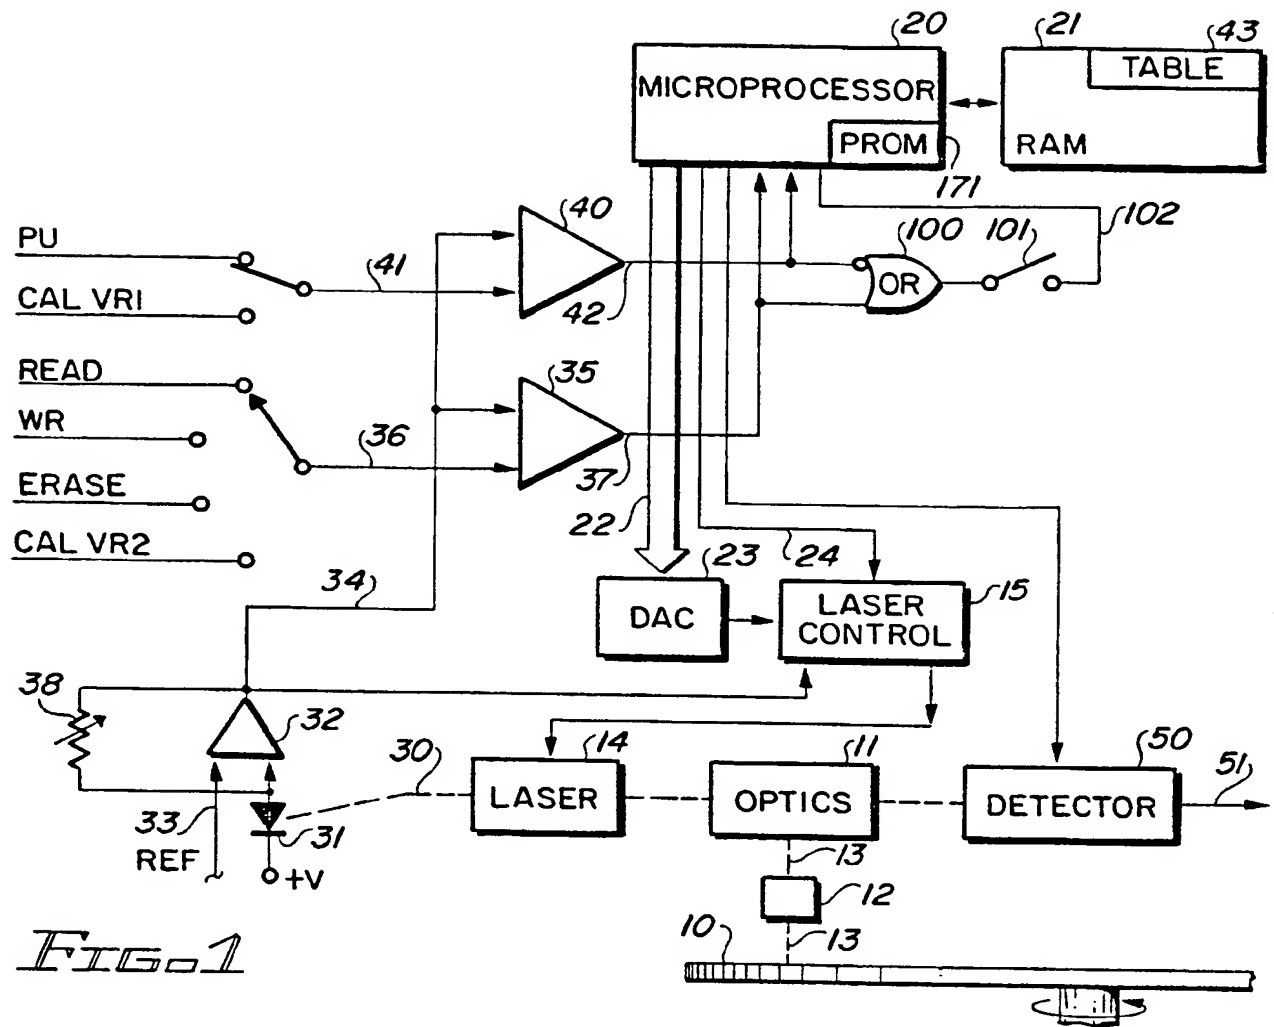 20
21
43
MICROPROCESSOR
TABLE
PROM
RAM
171
40
PU
41
100
101
102
CAL VR1
42
OR
READ
35
WR
36
37
ERASE
22
CAL VR2
24
23
34
15
DAC
LASER
CONTROL
38
32
30
14
11
50
51
LASER
OPTICS
DETECTOR
33
31
REF
+V
13
12
10
13
FIG. 1